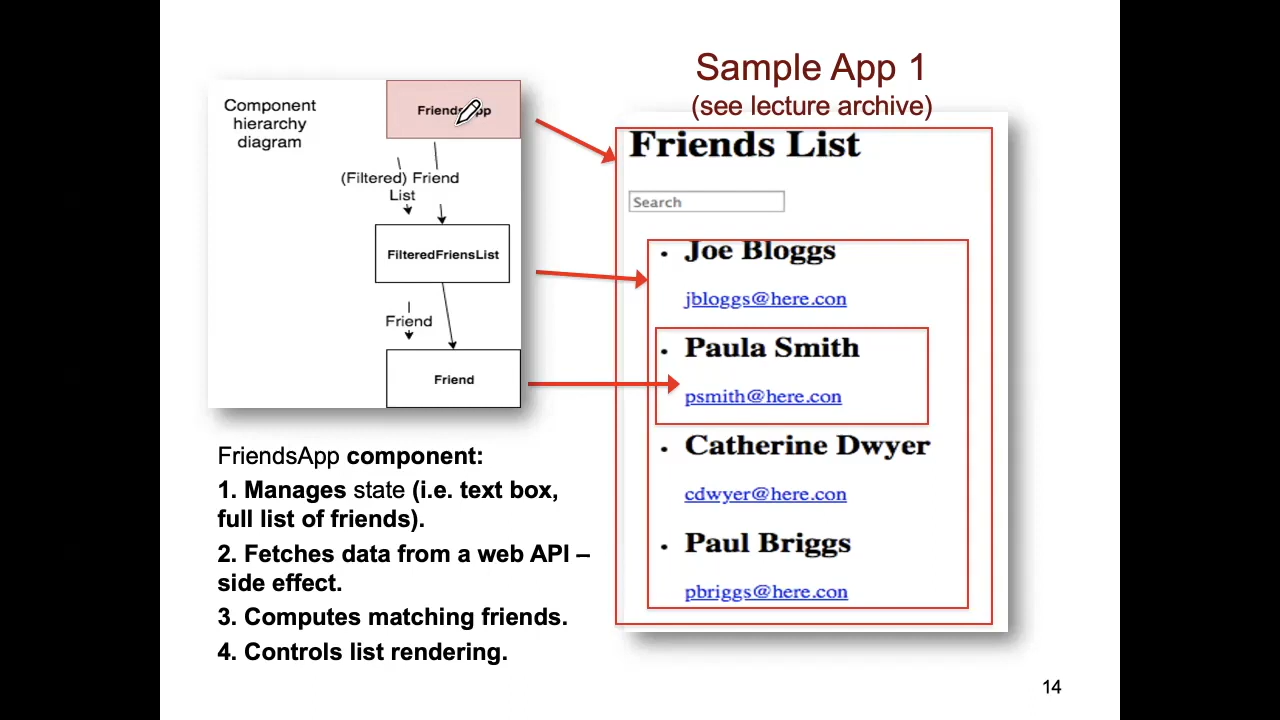 Sample App 1
(see lecture archive)
Component
hierarchy
diagram
(Filtered) Friend
List
FilteredFriensList
Friend
Friend
Friends List
Search
• Joe Bloggs
jbloggs@here.con
• Paula Smith
psmith@here.con
• Catherine Dwyer
cdwyer@here.con
• Paul Briggs
pbriggs@here.con
FriendsApp component:
1. Manages state (i.e. text box,
full list of friends).
2. Fetches data from a web API –
side effect.
3. Computes matching friends.
4. Controls list rendering.
14